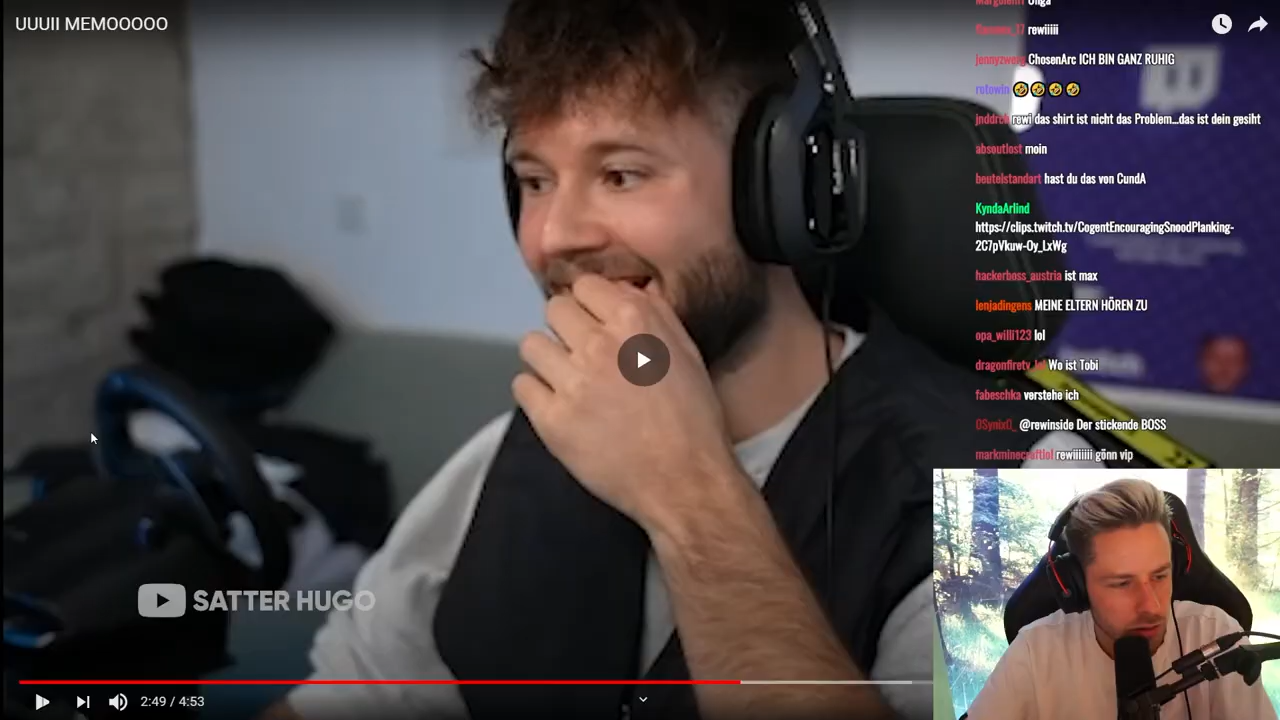 UUUII MEMOOOOO
rewiiiii
jonnyzwerg ChosenArc ICH BIN GANZ RUHIG
rotowin 🤣🤣🤣🤣
rewi das shirt ist nicht das Problem...das ist dein gesiht
absoutlost moin
beutelstandart hast du das von CundA
KyndaArlind
https://clips.twitch.tv/CogentEncouragingSnoodPlanking-
2C7pVkuw-Oy_LxWg
hackerboss_austria ist max
lenjadingens MEINE ELTERN HÖREN ZU
opa_willi123 lol
Wo ist Tobi
fabeschka verstehe ich
@rewinside Der stickende BOSS
markminecraftlol rewiiiiiii gönn vip
SATTER HUGO
2:49 / 4:53